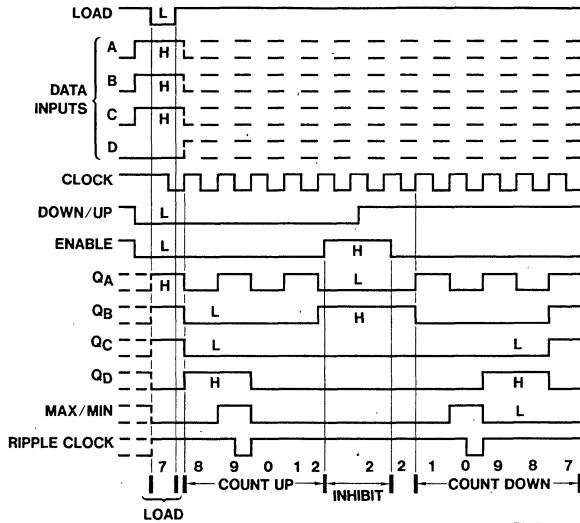 LOAD L
A H
B H
DATA
INPUTS
C H
D
CLOCK
DOWN/UP L
ENABLE L H
QA H L
QB L H
QC L L
QD H H
MAX/MIN L
RIPPLE CLOCK
7 8 9 0 1 2 2 2 1 0 9 8 7
COUNT UP INHIBIT COUNT DOWN
LOAD